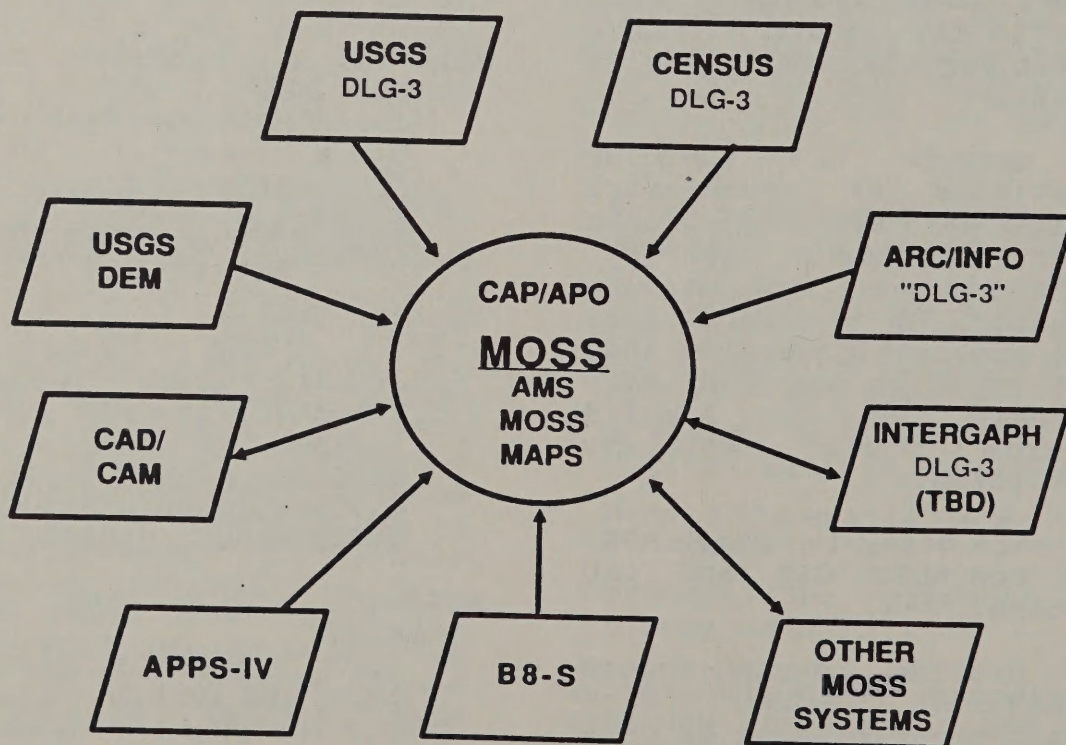 USGS
DLG-3
CENSUS
DLG-3
USGS
DEM
CAP/APO
MOSS
AMS
MOSS
MAPS
ARC/INFO
"DLG-3"
CAD/
CAM
INTERGAPH
DLG-3
(TBD)
APPS-IV
B8-S
OTHER
MOSS
SYSTEMS